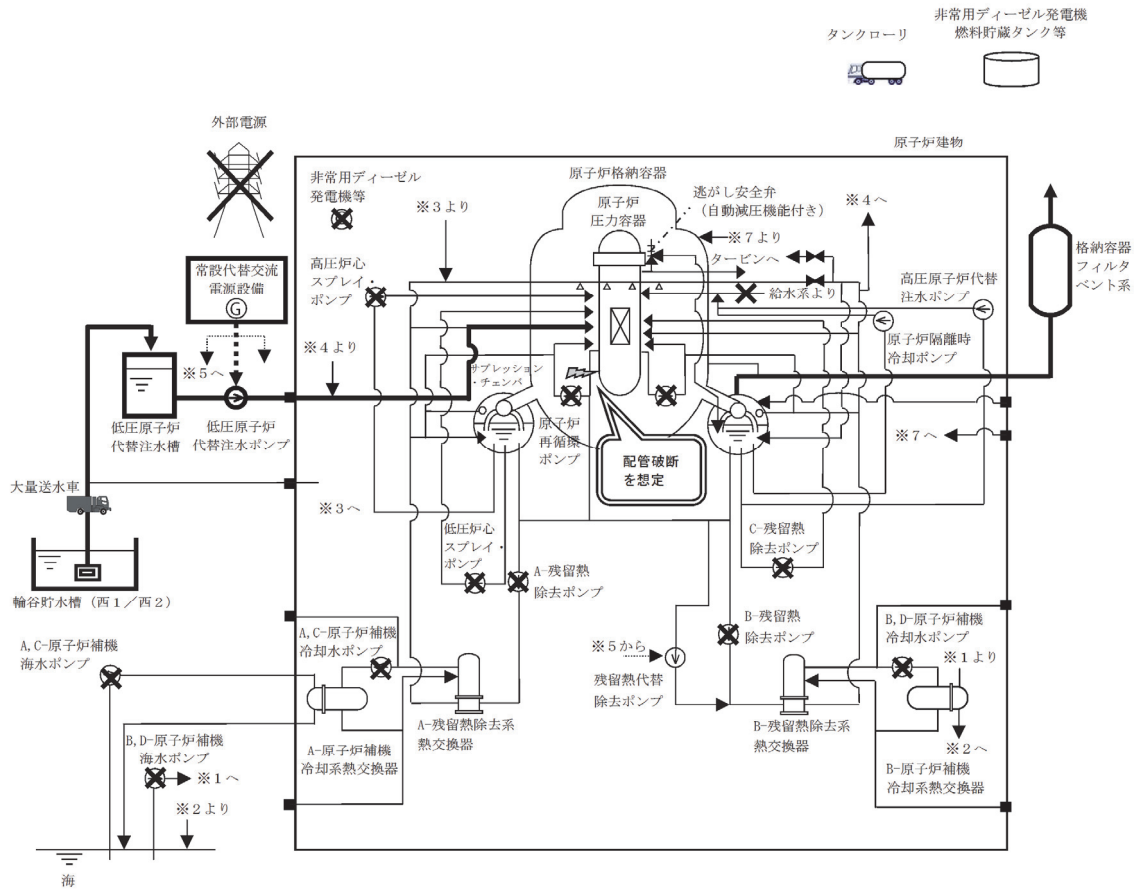 非常用ディーゼル発電機
燃料貯蔵タンク等
タンクローリ
外部電源
原子炉建物
非常用ディーゼル
発電機等
※３より
原子炉格納容器
原子炉
圧力容器
逃がし安全弁
（自動減圧機能付き）
※４へ
※７より
タービンへ
格納容器
フィルタ
ベント系
常設代替交流
電源設備
G
高圧炉心
スプレイ・
ポンプ
給水系より
高圧原子炉代替
注水ポンプ
原子炉隔離時
冷却ポンプ
※４より
※５へ
サプレッション
・チェンバ
低圧原子炉
代替注水槽
低圧原子炉
代替注水ポンプ
原子炉
再循環
ポンプ
配管破断
を想定
※７へ
大量送水車
※３へ
低圧炉心
スプレイ・
ポンプ
C-残留熱
除去ポンプ
A-残留熱
除去ポンプ
輪谷貯水槽（西１／西２）
B-残留熱
除去ポンプ
A,C-原子炉補機
海水ポンプ
A,C-原子炉補機
冷却水ポンプ
B,D-原子炉補機
冷却水ポンプ
※５から
※１より
残留熱代替
除去ポンプ
A-残留熱除去系
熱交換器
B-残留熱除去系
熱交換器
B,D-原子炉補機
海水ポンプ
A-原子炉補機
冷却系熱交換器
※２へ
B-原子炉補機
冷却系熱交換器
※１へ
※２より
海